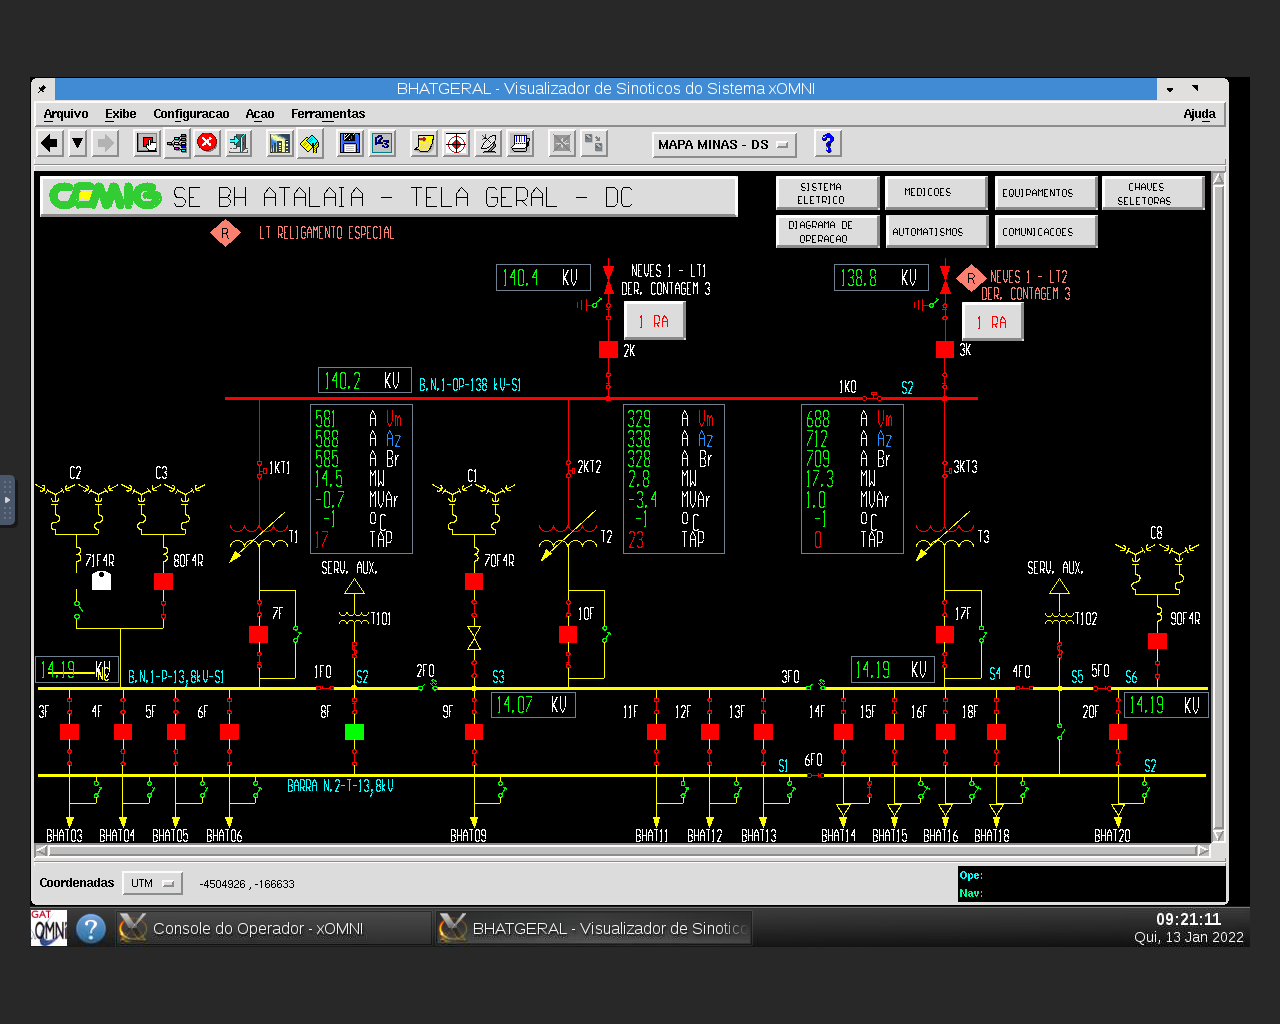 BHATGERAL - Visualizador de Sinoticos do Sistema xOMNI
Arquivo Exibe Configuracao Acao Ferramentas Ajuda
MAPA MINAS - DS
CEMIG SE BH ATALAIA - TELA GERAL - DC
SISTEMA ELETRICO
MEDICOES
EQUIPAMENTOS
CHAVES SELETORAS
DIAGRAMA DE OPERACAO
AUTOMATISMOS
COMUNICACOES
R LT RELIGAMENTO ESPECIAL
140.4 KV
NEVES 1 - LT1
DER. CONTAGEM 3
1 RA
2K
138.8 KV
R NEVES 1 - LT2
DER. CONTAGEM 3
1 RA
3K
140.2 KV
B.N.1-OP-138 kV-S1
1KO
S2
581 A Vm
588 A Az
585 A Br
14.5 MW
-0.7 MVAr
-1 ºC
17 TAP
329 A Vm
338 A Az
328 A Br
2.8 MW
-3.4 MVAr
-1 ºC
23 TAP
688 A Vm
712 A Az
709 A Br
17.3 MW
1.0 MVAr
-1 ºC
0 TAP
1KT1
2KT2
3KT3
C2
C3
C1
C8
T1
T2
T3
71F4R
80F4R
70F4R
90F4R
SERV. AUX.
SERV. AUX.
T101
T102
7F
10F
17F
14.19 KV
NC
B.N.1-P-13,8kV-S1
1FO
S2
2FO
S3
3FO
14.19 KV
S4
4FO
S5
5FO
S6
14.07 KV
14.19 KV
3F 4F 5F 6F 8F 9F 11F 12F 13F 14F 15F 16F 18F 20F
BARRA N.2-T-13,8kV
S1
6FO
S2
BHAT03 BHAT04 BHAT05 BHAT06 BHAT09 BHAT11 BHAT12 BHAT13 BHAT14 BHAT15 BHAT16 BHAT18 BHAT20
Coordenadas UTM -4504926 , -166633
Ope:
Nav:
GAT
xOMNI
Console do Operador - xOMNI
BHATGERAL - Visualizador de Sinotico
09:21:11
Qui, 13 Jan 2022